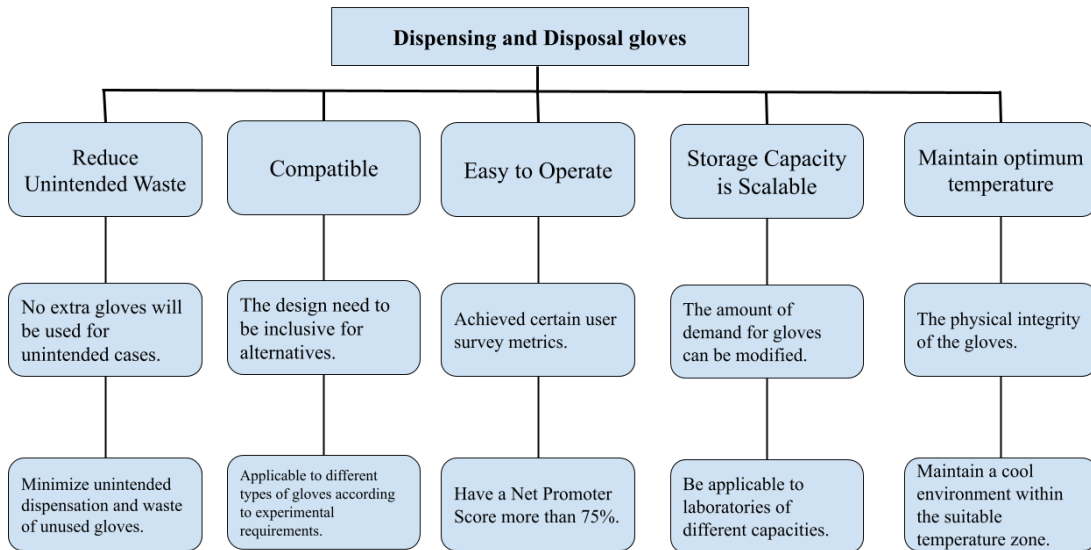 Dispensing and Disposal gloves
Reduce
Unintended Waste
Compatible
Easy to Operate
Storage Capacity
is Scalable
Maintain optimum
temperature
No extra gloves will
be used for
unintended cases.
The design need to
be inclusive for
alternatives.
Achieved certain user
survey metrics.
The amount of
demand for gloves
can be modified.
The physical integrity
of the gloves.
Minimize unintended
dispensation and waste
of unused gloves.
Applicable to different
types of gloves according
to experimental
requirements.
Have a Net Promoter
Score more than 75%.
Be applicable to
laboratories of
different capacities.
Maintain a cool
environment within
the suitable
temperature zone.